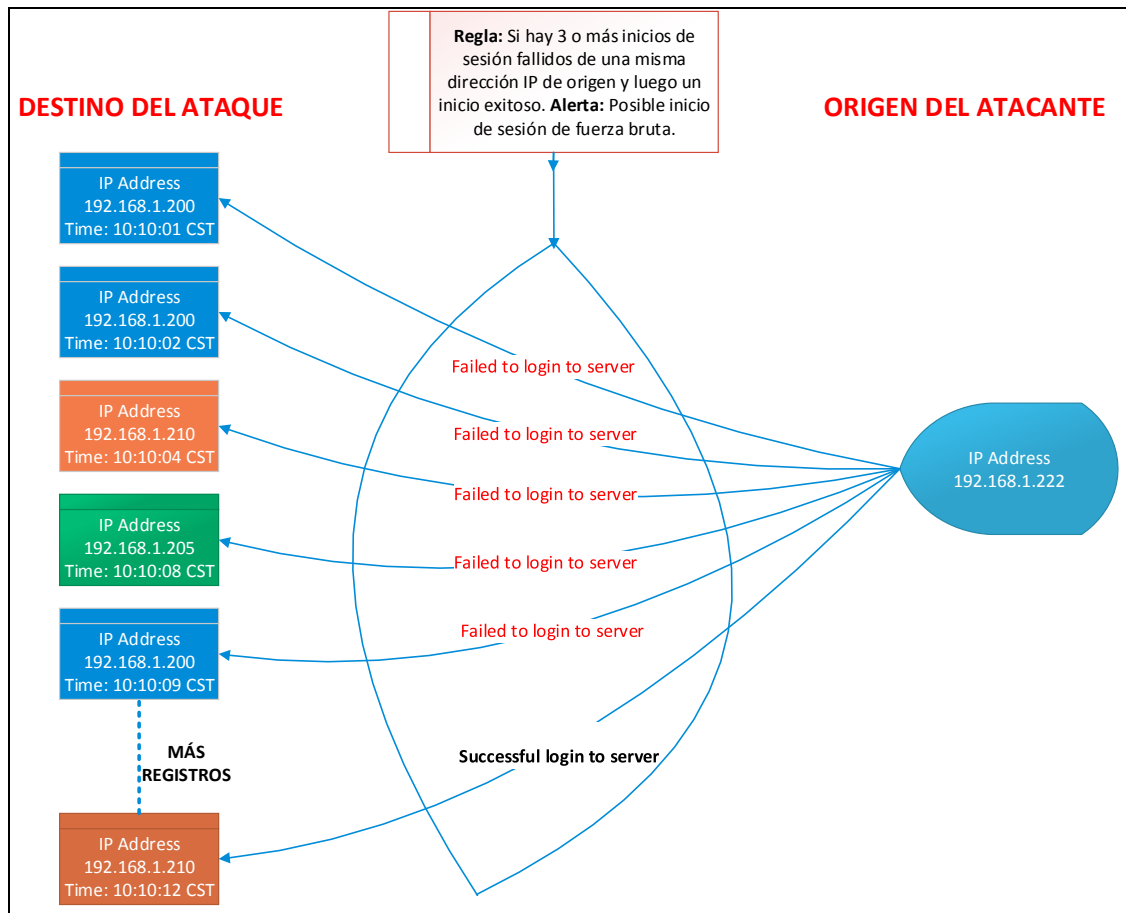 Regla: Si hay 3 o más inicios de
sesión fallidos de una misma
dirección IP de origen y luego un
inicio exitoso. Alerta: Posible inicio
de sesión de fuerza bruta.
DESTINO DEL ATAQUE
ORIGEN DEL ATACANTE
IP Address
192.168.1.200
Time: 10:10:01 CST
IP Address
192.168.1.200
Time: 10:10:02 CST
IP Address
192.168.1.210
Time: 10:10:04 CST
IP Address
192.168.1.205
Time: 10:10:08 CST
IP Address
192.168.1.200
Time: 10:10:09 CST
MÁS
REGISTROS
IP Address
192.168.1.210
Time: 10:10:12 CST
Failed to login to server
Failed to login to server
Failed to login to server
Failed to login to server
Failed to login to server
Successful login to server
IP Address
192.168.1.222